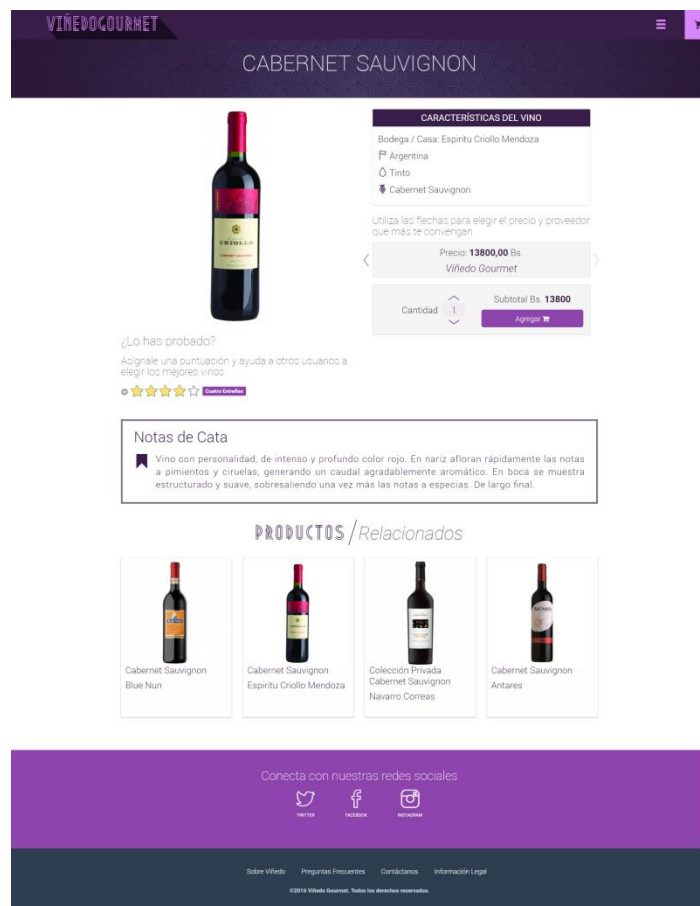 VIÑEDOGOURMET
CABERNET SAUVIGNON
CARACTERÍSTICAS DEL VINO
Bodega / Casa: Espiritu Criollo Mendoza
Argentina
Tinto
Cabernet Sauvignon
Utiliza las flechas para elegir el precio y proveedor
que más te convengan
Precio: 13800,00 Bs.
Viñedo Gourmet
Cantidad 1
Subtotal Bs. 13800
Agregar
CRIOLLO
CABERNET SAUVIGNON
¿Lo has probado?
Asígnale una puntuación y ayuda a otros usuarios a
elegir los mejores vinos:
Cuatro Estrellas
Notas de Cata
Vino con personalidad, de intenso y profundo color rojo. En nariz afloran rápidamente las notas
a pimientos y ciruelas, generando un caudal agradablemente aromático. En boca se muestra
estructurado y suave, sobresaliendo una vez más las notas a especias. De largo final.
PRODUCTOS / Relacionados
Cabernet Sauvignon
Blue Nun
Cabernet Sauvignon
Espiritu Criollo Mendoza
Colección Privada
Cabernet Sauvignon
Navarro Correas
ANTARES
Cabernet Sauvignon
Antares
Conecta con nuestras redes sociales
TWITTER
FACEBOOK
INSTAGRAM
Sobre Viñedo Preguntas Frecuentes Contáctanos Información Legal
©2016 Viñedo Gourmet. Todos los derechos reservados.